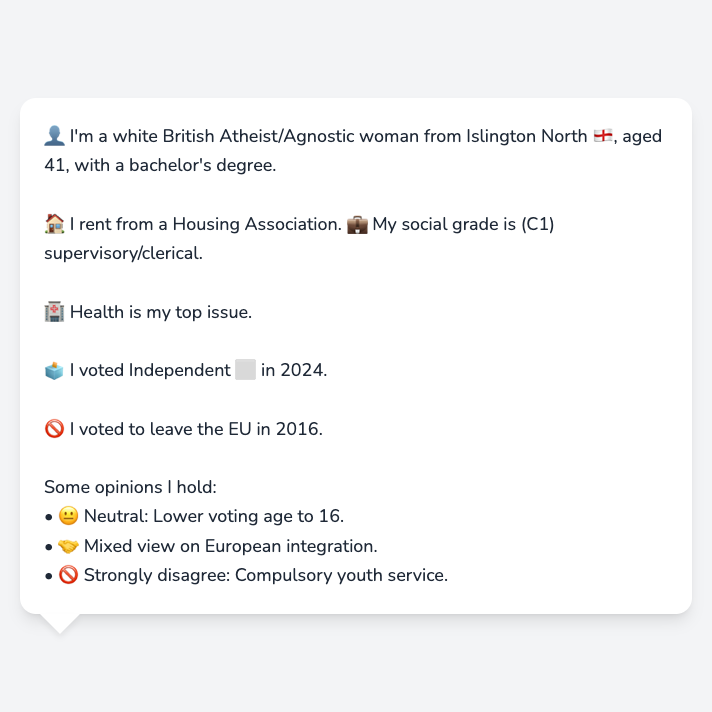 👤 I'm a white British Atheist/Agnostic woman from Islington North 🏴󠁧󠁢󠁥󠁮󠁧󠁿, aged
41, with a bachelor's degree.
🏠 I rent from a Housing Association. 💼 My social grade is (C1)
supervisory/clerical.
🏥 Health is my top issue.
🗳️ I voted Independent ⬜ in 2024.
🚫 I voted to leave the EU in 2016.
Some opinions I hold:
• 😐 Neutral: Lower voting age to 16.
• 🤝 Mixed view on European integration.
• 🚫 Strongly disagree: Compulsory youth service.